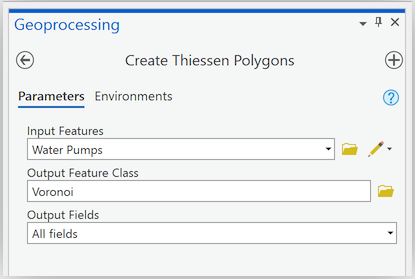 Geoprocessing
Create Thiessen Polygons
Parameters Environments
Input Features
Water Pumps
Output Feature Class
Voronoi
Output Fields
All fields